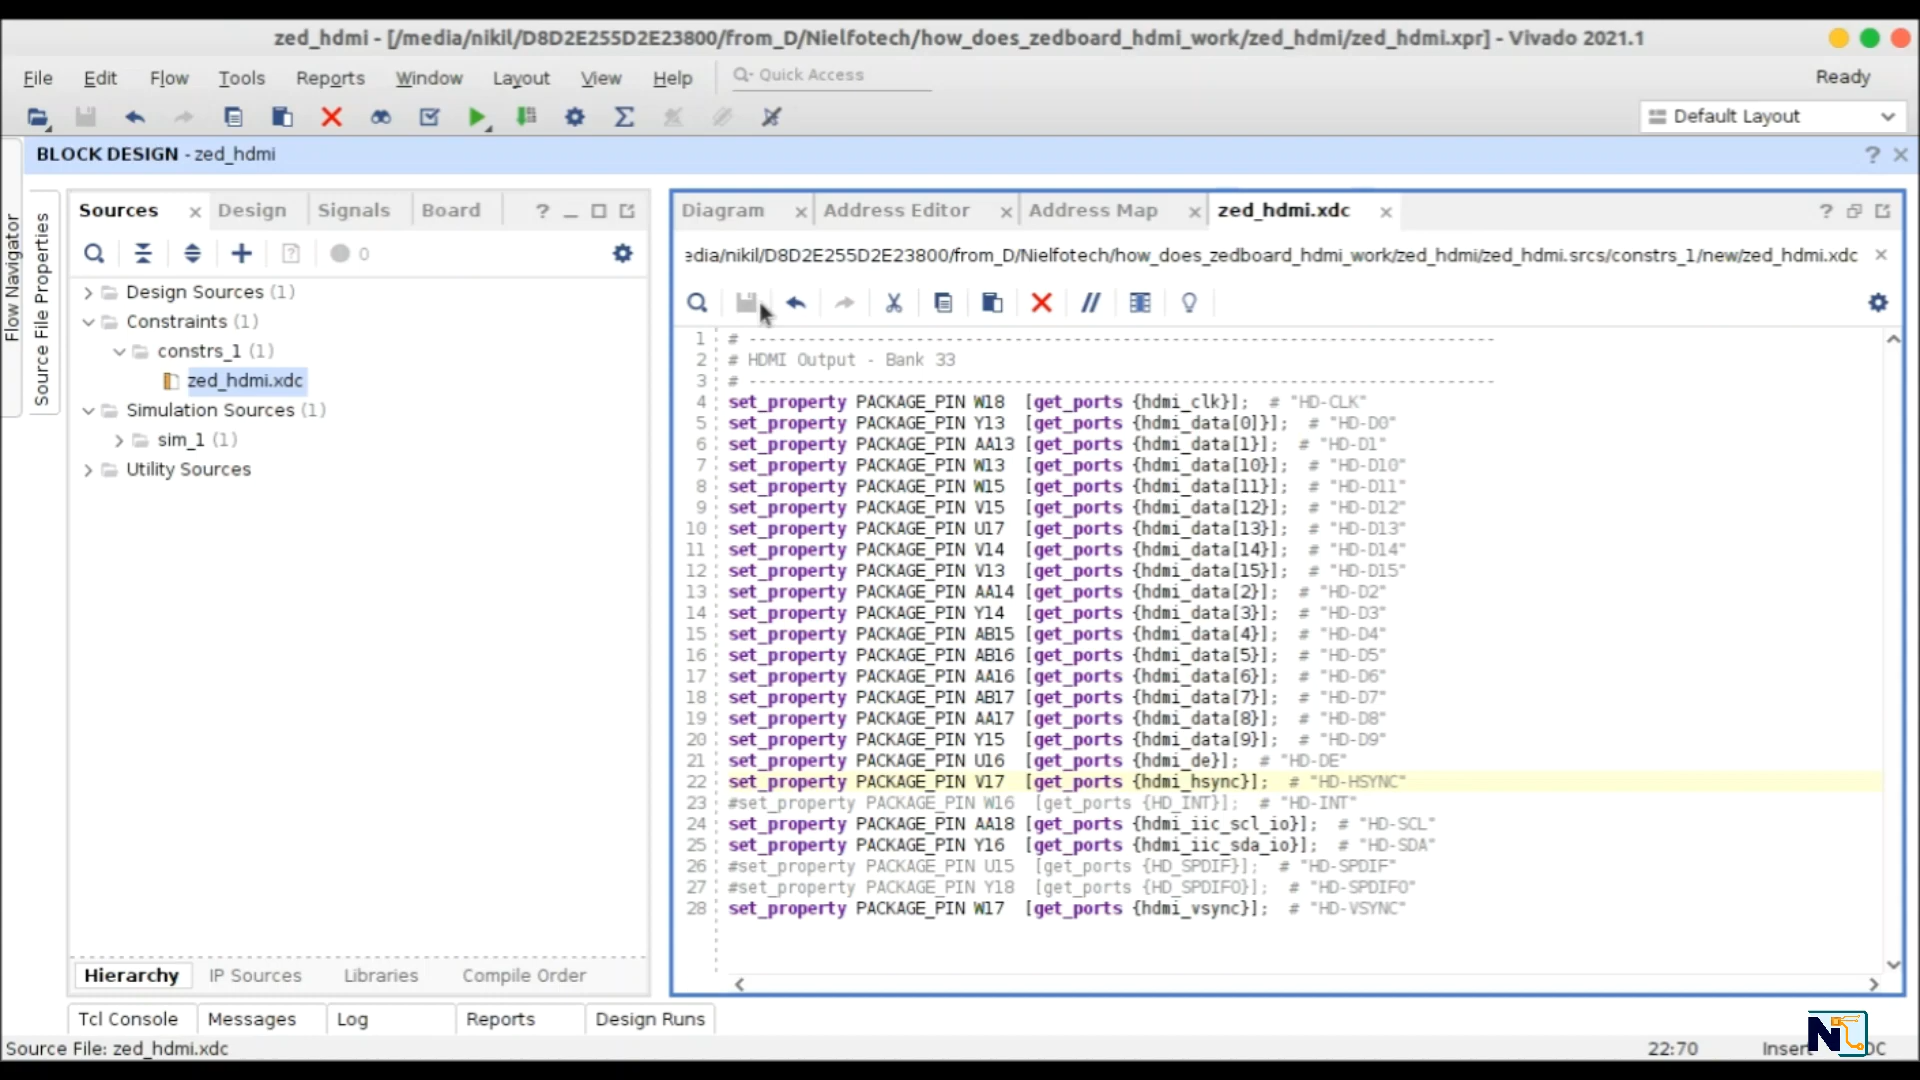 zed_hdmi - [/media/nikil/D8D2E255D2E23800/from_D/Nielfotech/how_does_zedboard_hdmi_work/zed_hdmi/zed_hdmi.xpr] - Vivado 2021.1
File Edit Flow Tools Reports Window Layout View Help Quick Access Ready
Default Layout
BLOCK DESIGN - zed_hdmi
Flow Navigator
Source File Properties
Sources Design Signals Board
0
Design Sources (1)
Constraints (1)
constrs_1 (1)
zed_hdmi.xdc
Simulation Sources (1)
sim_1 (1)
Utility Sources
Hierarchy IP Sources Libraries Compile Order
Diagram Address Editor Address Map zed_hdmi.xdc
edia/nikil/D8D2E255D2E23800/from_D/Nielfotech/how_does_zedboard_hdmi_work/zed_hdmi/zed_hdmi.srcs/constrs_1/new/zed_hdmi.xdc
1 # ----------------------------------------------------------------------------
2 # HDMI Output - Bank 33
3 # ----------------------------------------------------------------------------
4 set_property PACKAGE_PIN W18 [get_ports {hdmi_clk}]; # "HD-CLK"
5 set_property PACKAGE_PIN Y13 [get_ports {hdmi_data[0]}]; # "HD-D0"
6 set_property PACKAGE_PIN AA13 [get_ports {hdmi_data[1}]; # "HD-D1"
7 set_property PACKAGE_PIN W13 [get_ports {hdmi_data[10}]; # "HD-D10"
8 set_property PACKAGE_PIN W15 [get_ports {hdmi_data[11}]; # "HD-D11"
9 set_property PACKAGE_PIN V15 [get_ports {hdmi_data[12}]; # "HD-D12"
10 set_property PACKAGE_PIN U17 [get_ports {hdmi_data[13}]; # "HD-D13"
11 set_property PACKAGE_PIN V14 [get_ports {hdmi_data[14}]; # "HD-D14"
12 set_property PACKAGE_PIN V13 [get_ports {hdmi_data[15}]; # "HD-D15"
13 set_property PACKAGE_PIN AA14 [get_ports {hdmi_data[2}]; # "HD-D2"
14 set_property PACKAGE_PIN Y14 [get_ports {hdmi_data[3}]; # "HD-D3"
15 set_property PACKAGE_PIN AB15 [get_ports {hdmi_data[4}]; # "HD-D4"
16 set_property PACKAGE_PIN AB16 [get_ports {hdmi_data[5}]; # "HD-D5"
17 set_property PACKAGE_PIN AA16 [get_ports {hdmi_data[6}]; # "HD-D6"
18 set_property PACKAGE_PIN AB17 [get_ports {hdmi_data[7}]; # "HD-D7"
19 set_property PACKAGE_PIN AA17 [get_ports {hdmi_data[8}]; # "HD-D8"
20 set_property PACKAGE_PIN Y15 [get_ports {hdmi_data[9}]; # "HD-D9"
21 set_property PACKAGE_PIN U16 [get_ports {hdmi_de}]; # "HD-DE"
22 set_property PACKAGE_PIN V17 [get_ports {hdmi_hsync}]; # "HD-HSYNC"
23 #set_property PACKAGE_PIN W16 [get_ports {HD_INT}]; # "HD-INT"
24 set_property PACKAGE_PIN AA18 [get_ports {hdmi_iic_scl_io}]; # "HD-SCL"
25 set_property PACKAGE_PIN Y16 [get_ports {hdmi_iic_sda_io}]; # "HD-SDA"
26 #set_property PACKAGE_PIN U15 [get_ports {HD_SPDIF}]; # "HD-SPDIF"
27 #set_property PACKAGE_PIN Y18 [get_ports {HD_SPDIFO}]; # "HD-SPDIFO"
28 set_property PACKAGE_PIN W17 [get_ports {hdmi_vsync}]; # "HD-VSYNC"
Tcl Console Messages Log Reports Design Runs
Source File: zed_hdmi.xdc 22:70 Insert
N